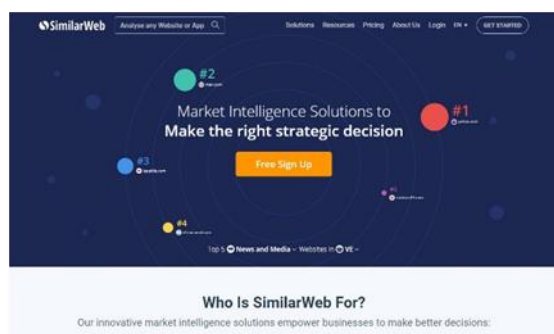 SimilarWeb
Analyse any Website or App
Solutions Resources Pricing About Us Login EN
GET STARTED
#2
#1
Market Intelligence Solutions to
Make the right strategic decision
#3
Free Sign Up
#5
#4
Top 5 News and Media Websites in VE
Who Is SimilarWeb For?
Our innovative market intelligence solutions empower businesses to make better decisions: